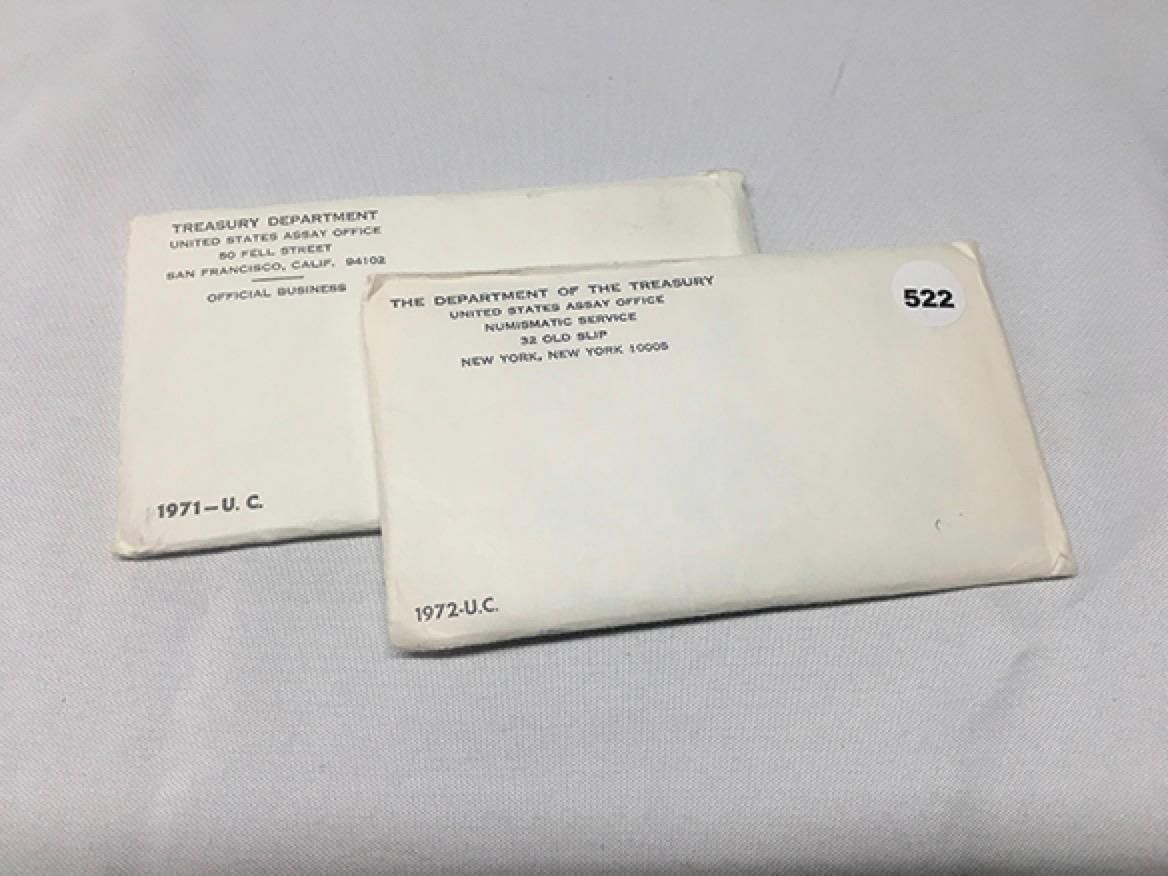 TREASURY DEPARTMENT
UNITED STATES ASSAY OFFICE
50 FELL STREET
SAN FRANCISCO, CALIF. 94102
OFFICIAL BUSINESS
1971–U. C.
THE DEPARTMENT OF THE TREASURY
UNITED STATES ASSAY OFFICE
NUMISMATIC SERVICE
32 OLD SLIP
NEW YORK, NEW YORK 10005
522
1972-U.C.